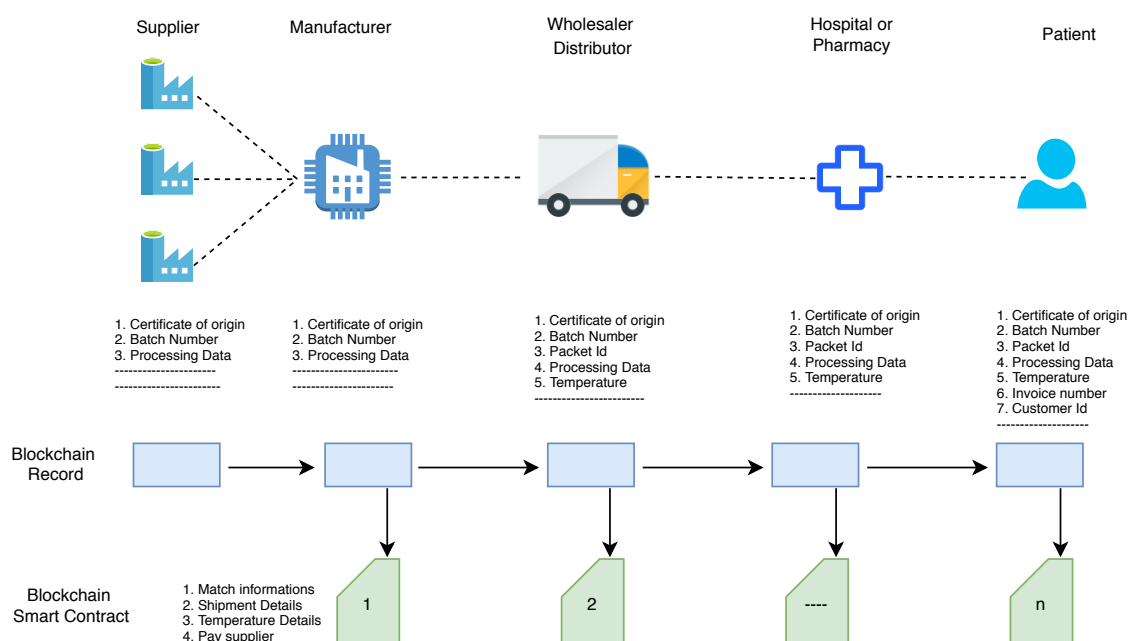 Supplier
Manufacturer
Wholesaler
Distributor
Hospital or
Pharmacy
Patient
1. Certificate of origin
2. Batch Number
3. Processing Data
-----------------------
------------------------
1. Certificate of origin
2. Batch Number
3. Processing Data
------------------------
-----------------------
1. Certificate of origin
2. Batch Number
3. Packet Id
4. Processing Data
5. Temperature
-------------------------
1. Certificate of origin
2. Batch Number
3. Packet Id
4. Processing Data
5. Temperature
---------------------
1. Certificate of origin
2. Batch Number
3. Packet Id
4. Processing Data
5. Temperature
6. Invoice number
7. Customer Id
---------------------
Blockchain
Record
Blockchain
Smart Contract
1. Match informations
2. Shipment Details
3. Temperature Details
4. Pay supplier
1
2
----
n